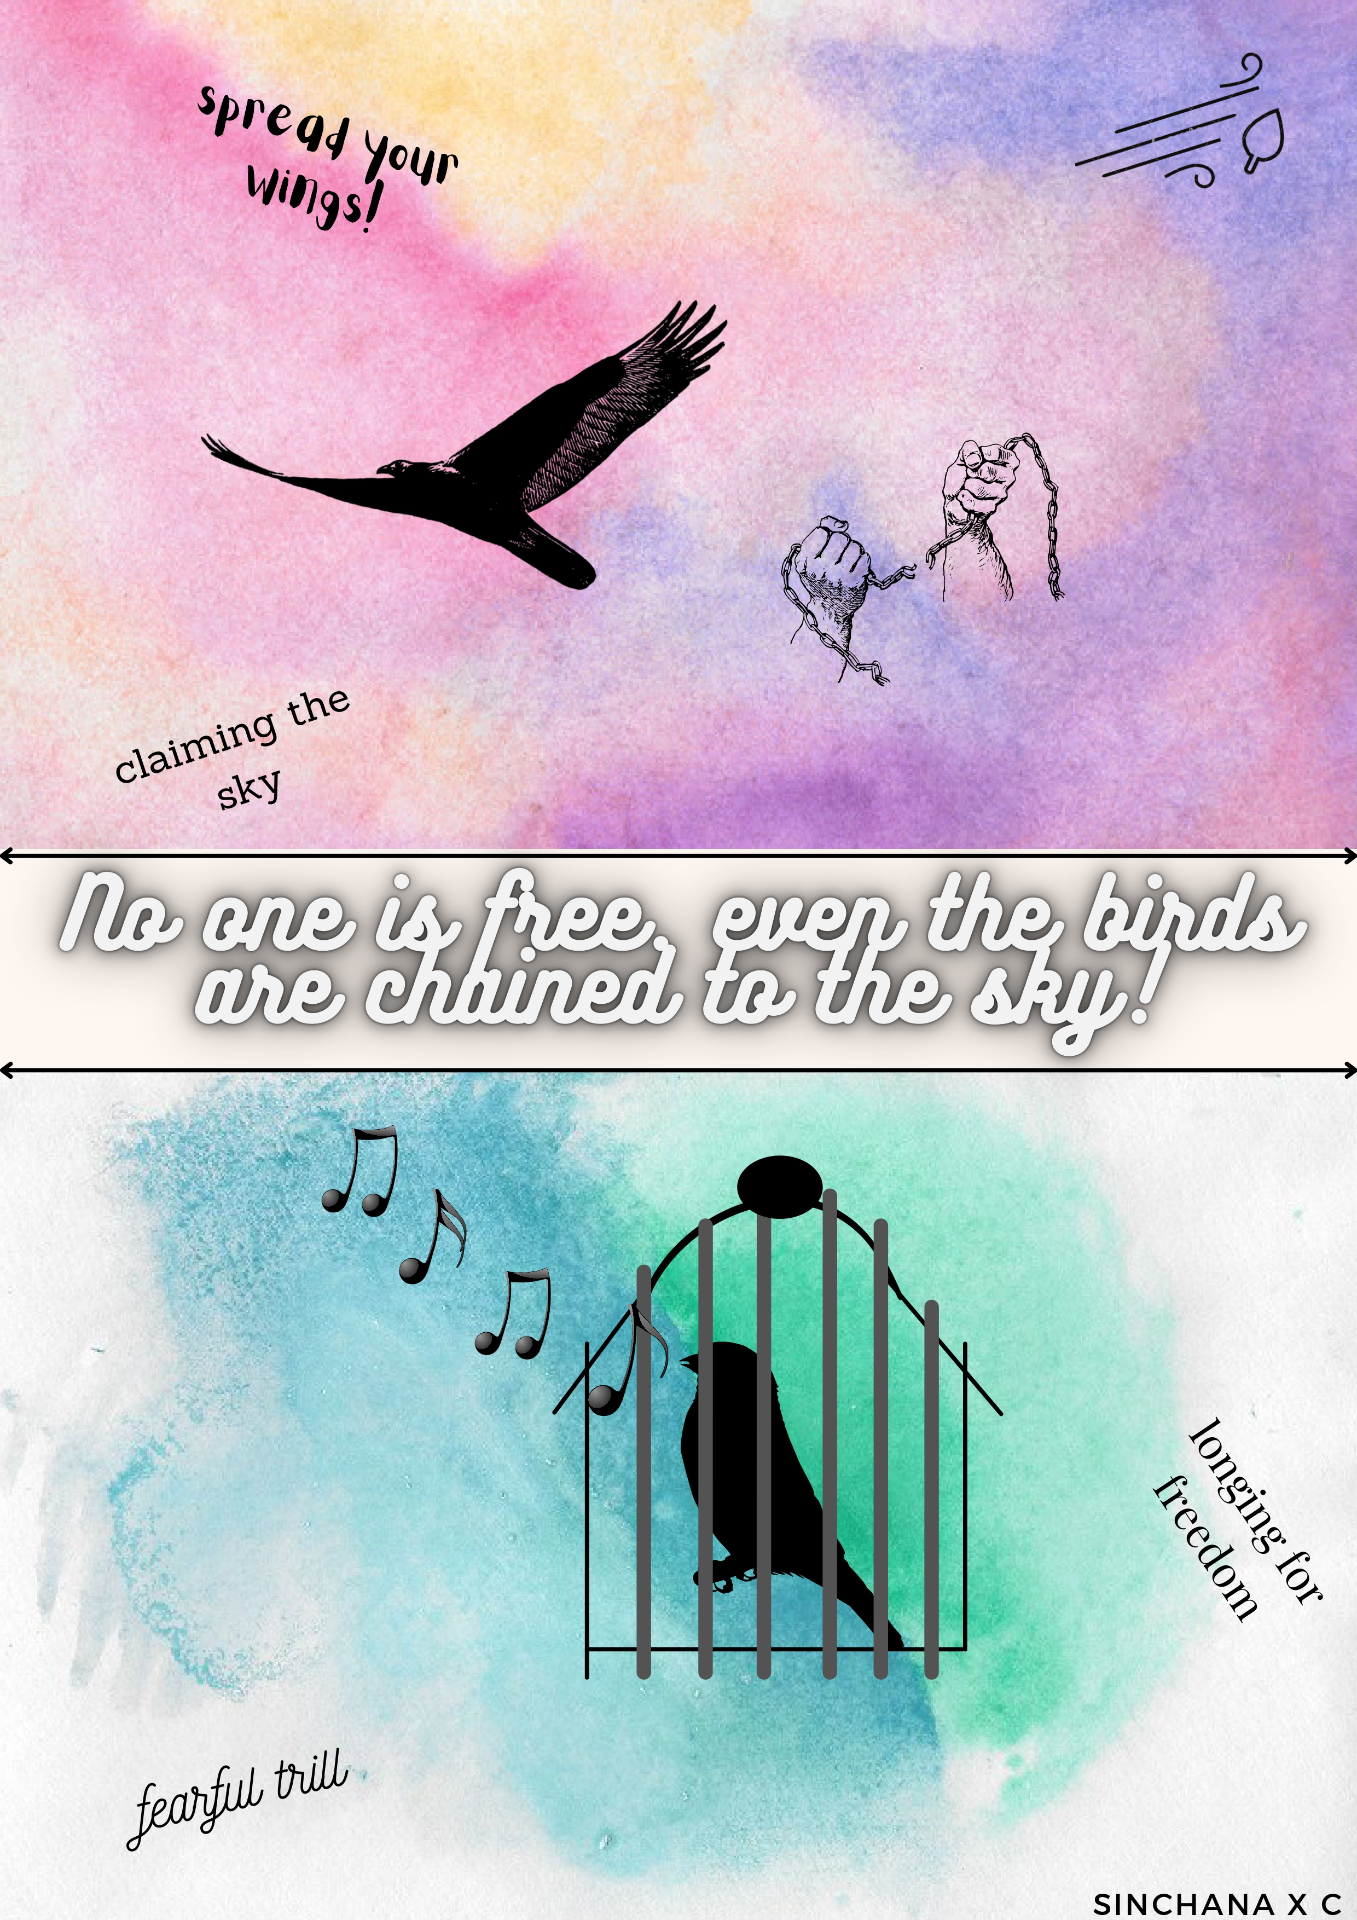 spread your
wings!
claiming the
sky
No one is free, even the birds
are chained to the sky!
longing for
freedom
fearful trill
SINCHANA X C